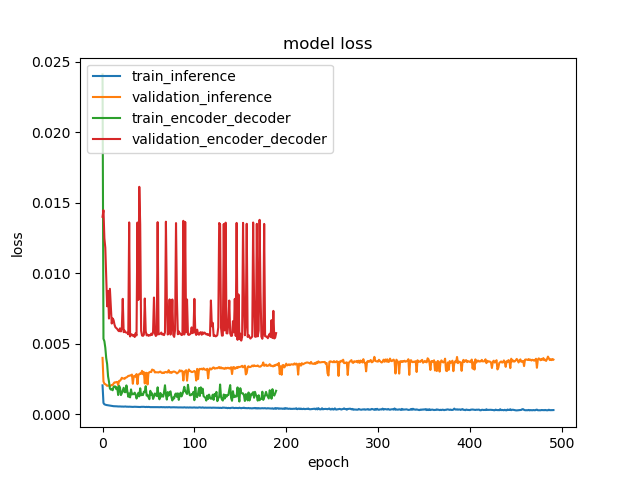 model loss
train_inference
validation_inference
train_encoder_decoder
validation_encoder_decoder
0.025
0.020
0.015
0.010
0.005
0.000
loss
0 100 200 300 400 500
epoch